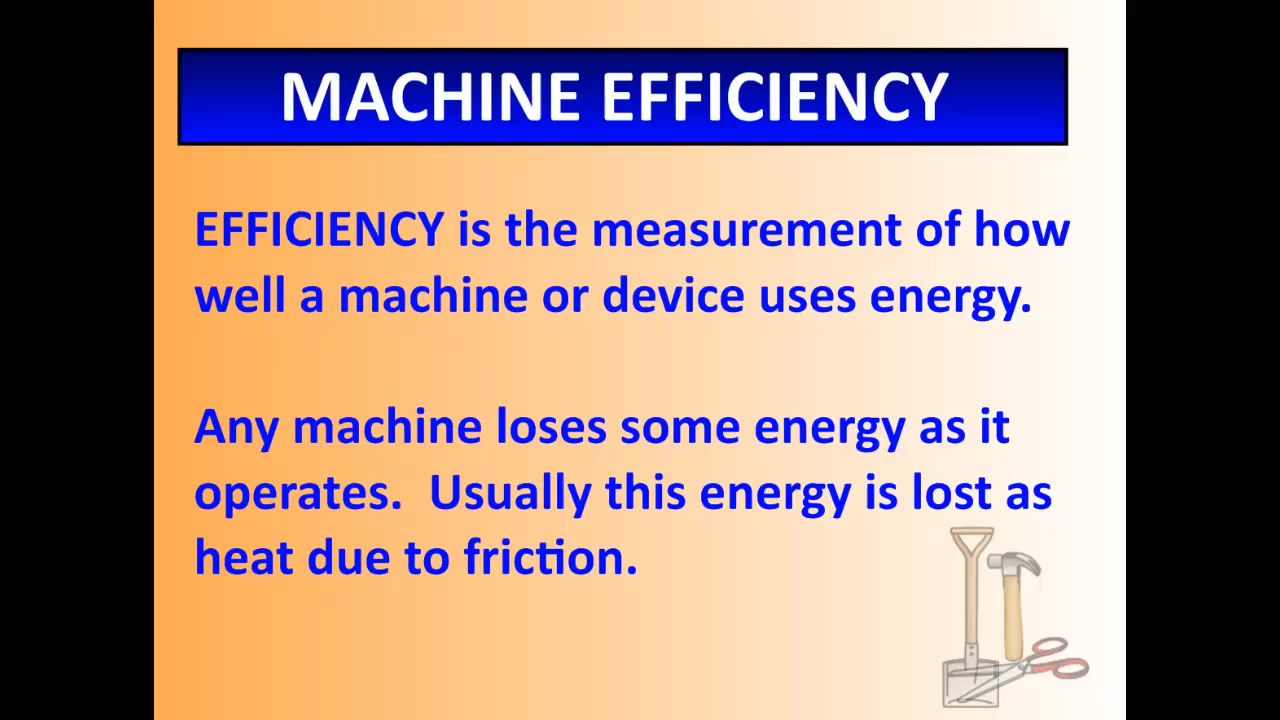 MACHINE EFFICIENCY
EFFICIENCY is the measurement of how
well a machine or device uses energy.
Any machine loses some energy as it
operates.  Usually this energy is lost as
heat due to friction.